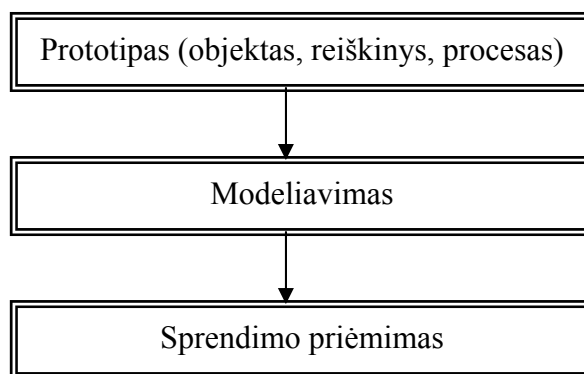 Prototipas (objektas, reiškinys, procesas)
Modeliavimas
Sprendimo priėmimas